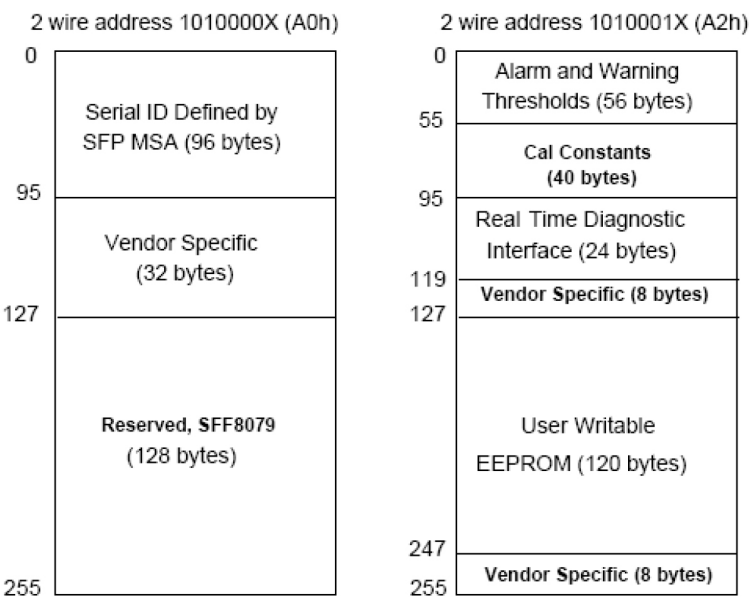 2 wire address 1010000X (A0h)
0
Serial ID Defined by
SFP MSA (96 bytes)
95
Vendor Specific
(32 bytes)
127
Reserved, SFF8079
(128 bytes)
255
2 wire address 1010001X (A2h)
0
Alarm and Warning
Thresholds (56 bytes)
55
Cal Constants
(40 bytes)
95
Real Time Diagnostic
Interface (24 bytes)
119
Vendor Specific (8 bytes)
127
User Writable
EEPROM (120 bytes)
247
Vendor Specific (8 bytes)
255